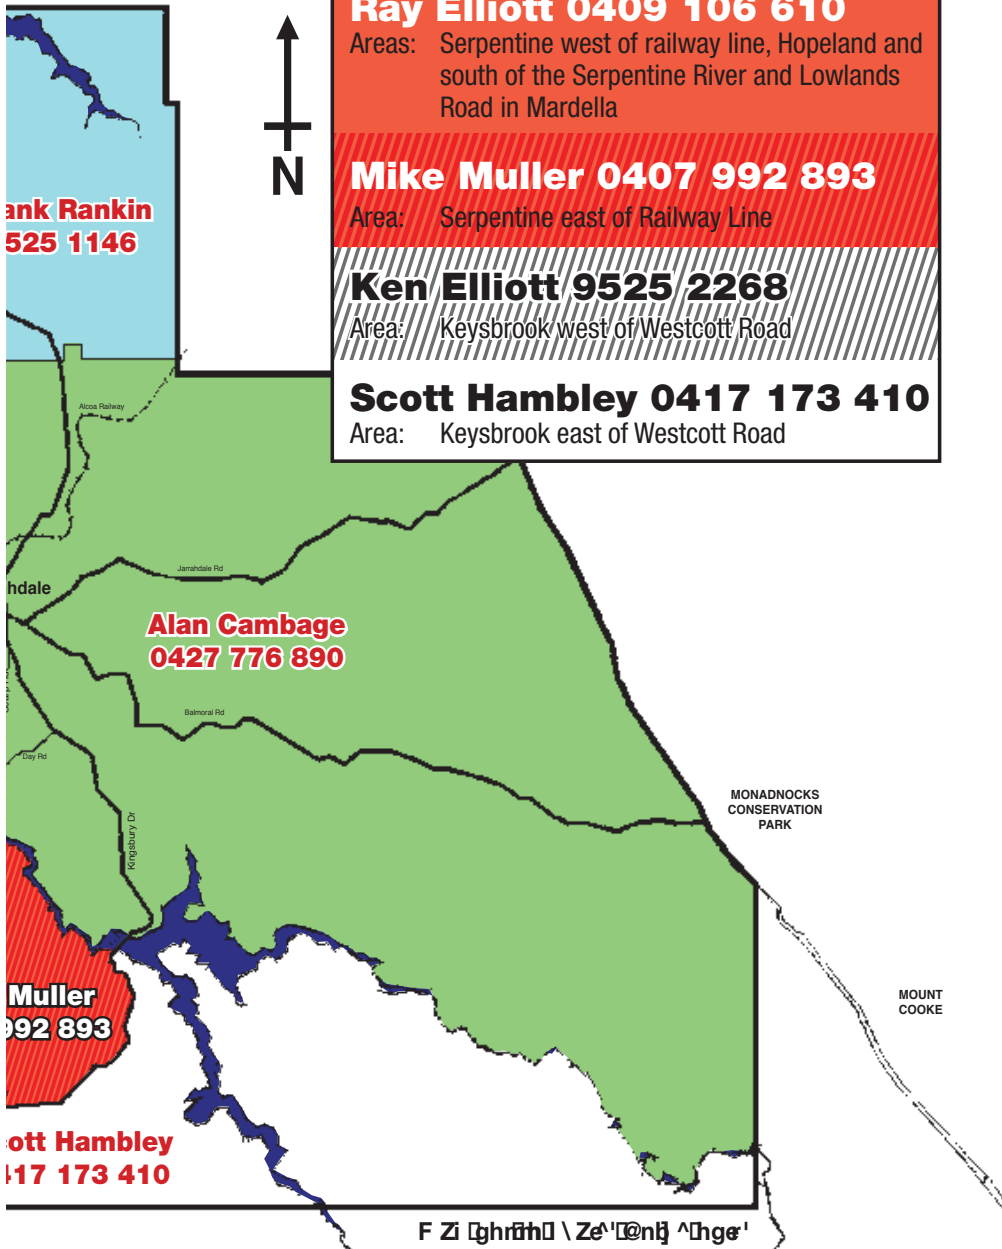 Ray Elliott 0409 106 610
Areas: Serpentine west of railway line, Hopeland and
south of the Serpentine River and Lowlands
Road in Mardella
Mike Muller 0407 992 893
Area: Serpentine east of Railway Line
Ken Elliott 9525 2268
Area: Keysbrook west of Westcott Road
Scott Hambley 0417 173 410
Area: Keysbrook east of Westcott Road
N
ank Rankin
525 1146
Alcoa Railway
Jarrahdale Rd
hdale
Alan Cambage
0427 776 890
Balmoral Rd
Day Rd
Kingsbury Dr
MONADNOCKS
CONSERVATION
PARK
MOUNT
COOKE
Muller
992 893
ott Hambley
417 173 410